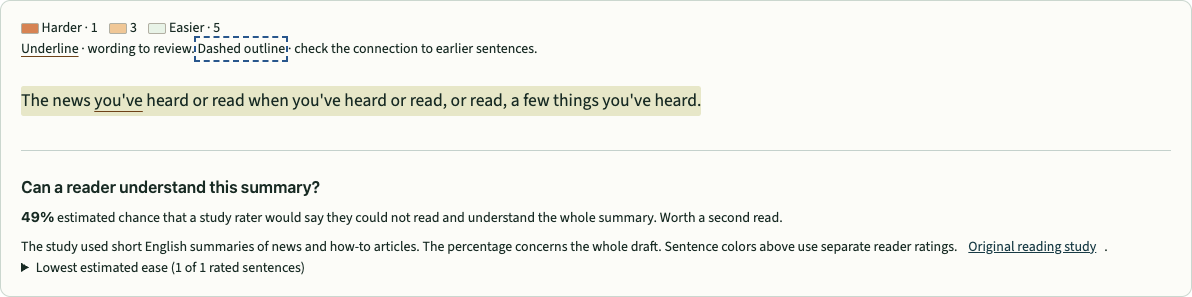 Harder · 1 3 Easier · 5
Underline · wording to review. Dashed outline · check the connection to earlier sentences.
The news you've heard or read when you've heard or read, or read, a few things you've heard.
Can a reader understand this summary?
49% estimated chance that a study rater would say they could not read and understand the whole summary. Worth a second read.
The study used short English summaries of news and how-to articles. The percentage concerns the whole draft. Sentence colors above use separate reader ratings. Original reading study .
Lowest estimated ease (1 of 1 rated sentences)